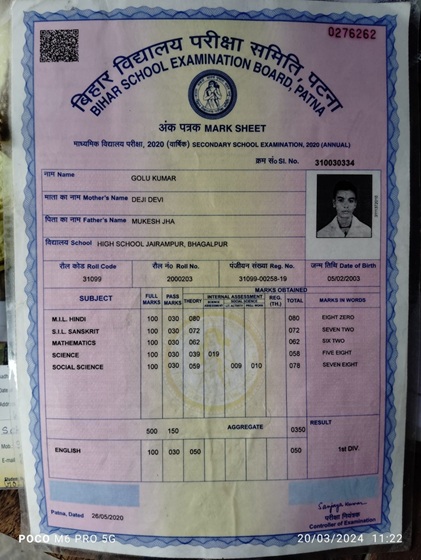 0276262
बिहार विद्यालय परीक्षा समिति, पटना
BIHAR SCHOOL EXAMINATION BOARD, PATNA
अंक पत्रक MARK SHEET
माध्यमिक विद्यालय परीक्षा, 2020 (वार्षिक) SECONDARY SCHOOL EXAMINATION, 2020 (ANNUAL)
क्रम सं० Sl. No. 310030334
नाम Name GOLU KUMAR
माता का नाम Mother's Name DEJI DEVI
पिता का नाम Father's Name MUKESH JHA
विद्यालय School HIGH SCHOOL JAIRAMPUR, BHAGALPUR
रौल कोड Roll Code रौल नं० Roll No. पंजीयन संख्या Reg. No. जन्म तिथि Date of Birth
31099 2000203 31099-00258-19 05/02/2003
MARKS OBTAINED
SUBJECT FULL MARKS PASS MARKS THEORY INTERNAL ASSESSMENT REG. (TH.) TOTAL MARKS IN WORDS
M.I.L. HINDI 100 030 080 080 EIGHT ZERO
S.I.L. SANSKRIT 100 030 072 072 SEVEN TWO
MATHEMATICS 100 030 062 062 SIX TWO
SCIENCE 100 030 039 019 058 FIVE EIGHT
SOCIAL SCIENCE 100 030 059 009 010 078 SEVEN EIGHT
500 150 AGGREGATE 0350 RESULT
ENGLISH 100 030 050 050 1st DIV.
Patna, Dated 26/05/2020
परीक्षा नियंत्रक
Controller of Examination
POCO M6 PRO 5G 20/03/2024 11:22